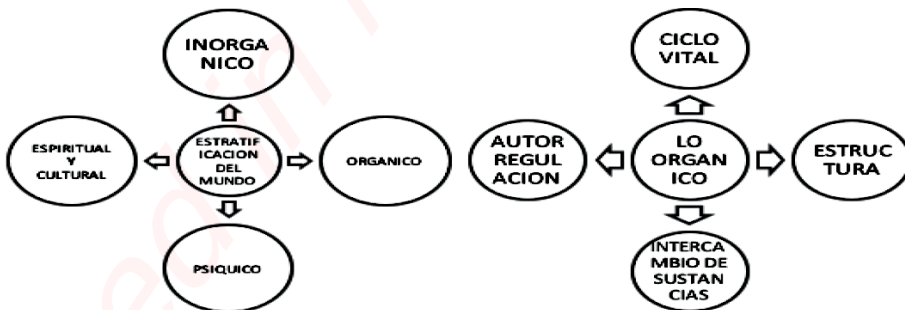 INORGA
NICO
ESPIRITUAL
Y
CULTURAL
ESTRATIF
ICACION
DEL
MUNDO
ORGANICO
PSIQUICO
CICLO
VITAL
AUTOR
REGUL
ACION
LO
ORGAN
ICO
ESTRUC
TURA
INTERCA
MBIO DE
SUSTAN
CIAS